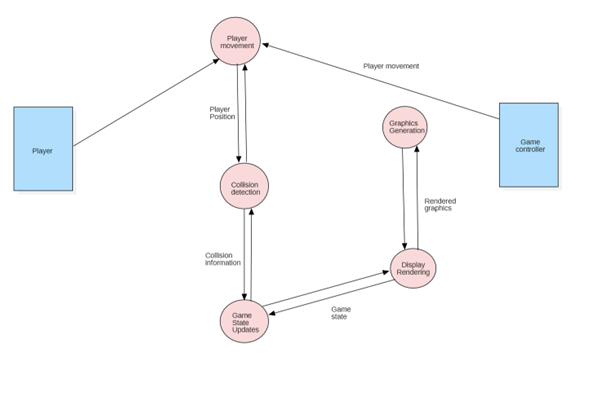 Player
movement
Player movement
Player
Position
Graphics
Generation
Game
controller
Player
Collision
detection
Rendered
graphics
Collision
information
Display
Rendering
Game
State
Updates
Game
state